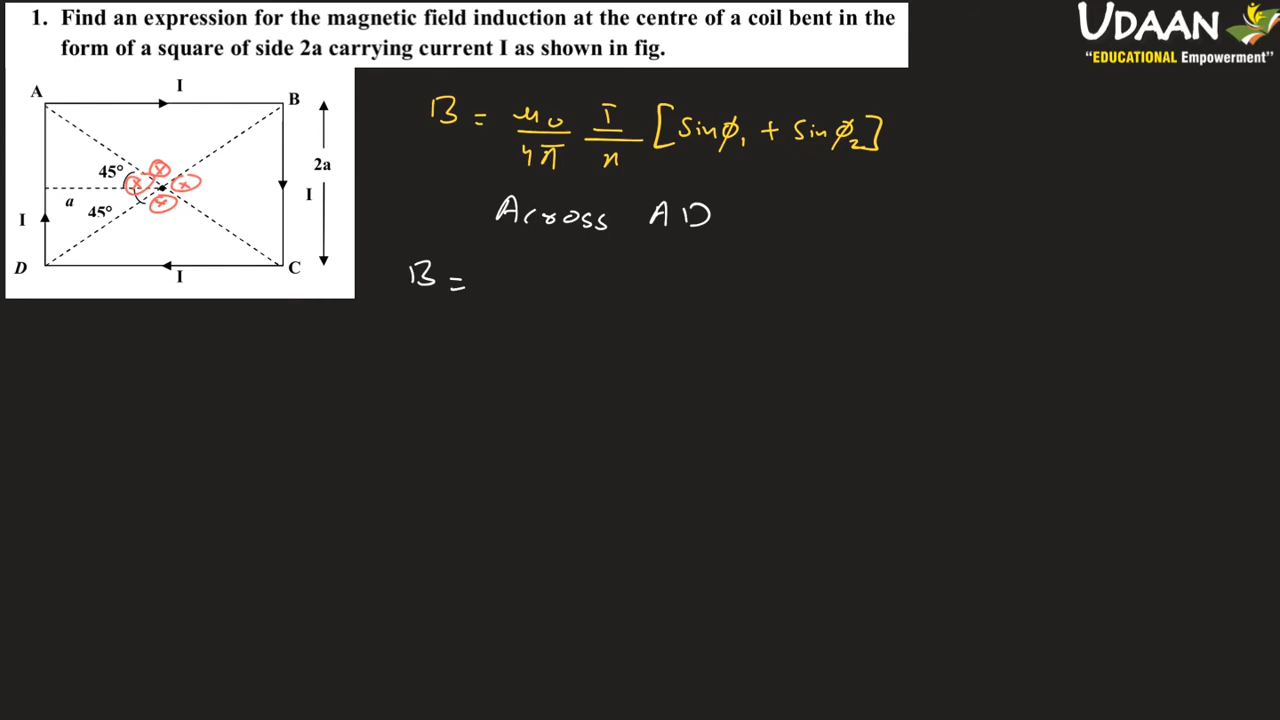 1. Find an expression for the magnetic field induction at the centre of a coil bent in the
form of a square of side 2a carrying current I as shown in fig.
UDAAN
"EDUCATIONAL Empowerment"
A
I
B
45°
2a
a
I
45°
I
D
I
C
B = μ0/4π I/r [sinφ1 + sinφ2]
Across AD
B =